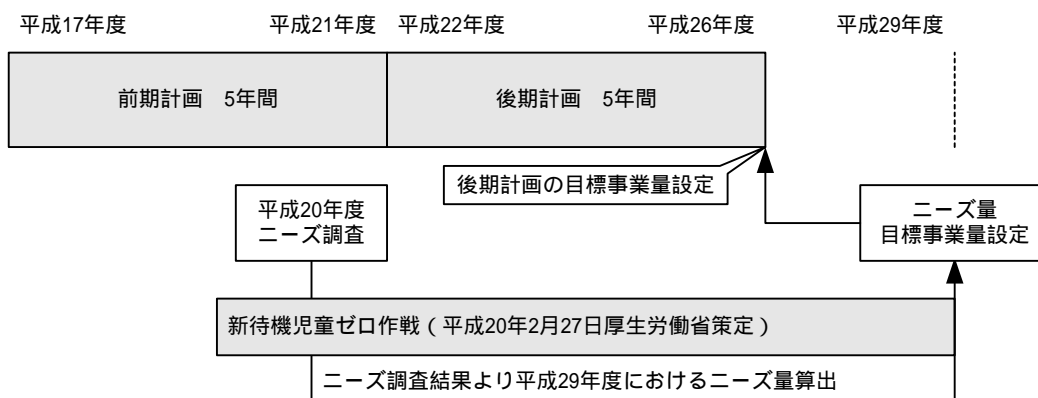 平成17年度 平成21年度 平成22年度 平成26年度 平成29年度
前期計画 5年間 後期計画 5年間
後期計画の目標事業量設定
平成20年度
ニーズ調査
ニーズ量
目標事業量設定
新待機児童ゼロ作戦（平成20年2月27日厚生労働省策定）
ニーズ調査結果より平成29年度におけるニーズ量算出